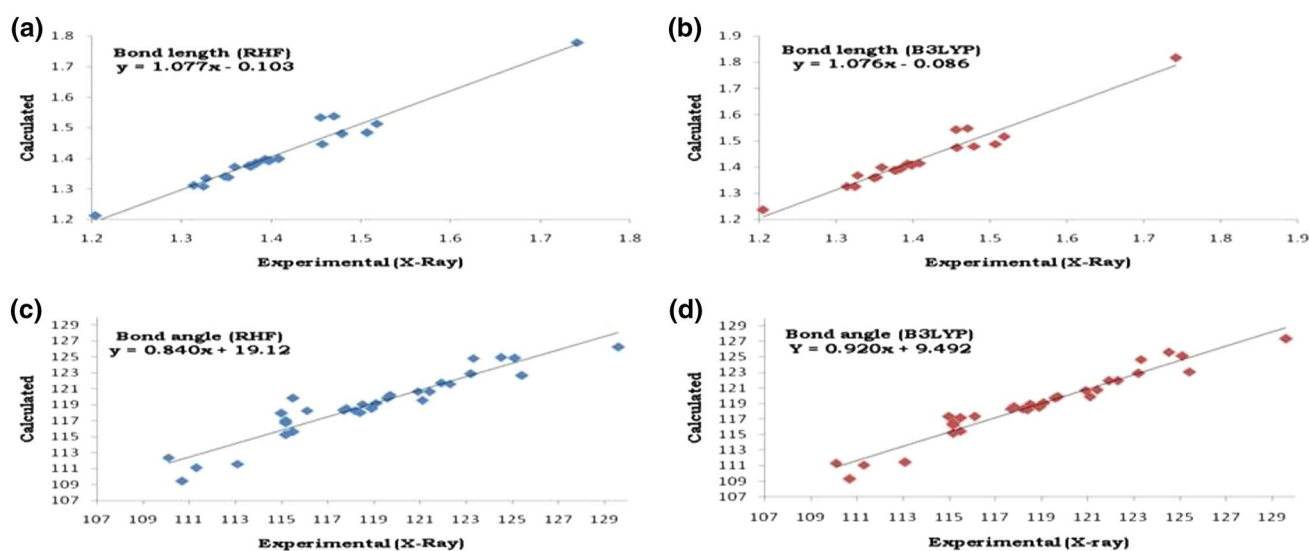 (a)
Bond length (RHF)
y = 1.077x - 0.103
Calculated
1.8
1.7
1.6
1.5
1.4
1.3
1.2
1.2 1.3 1.4 1.5 1.6 1.7 1.8
Experimental (X-Ray)
(b)
Bond length (B3LYP)
y = 1.076x - 0.086
Calculated
1.9
1.8
1.7
1.6
1.5
1.4
1.3
1.2
1.2 1.3 1.4 1.5 1.6 1.7 1.8 1.9
Experimental (X-Ray)
(c)
Bond angle (RHF)
y = 0.840x + 19.12
Calculated
129
127
125
123
121
119
117
115
113
111
109
107
107 109 111 113 115 117 119 121 123 125 127 129
Experimental (X-Ray)
(d)
Bond angle (B3LYP)
Y = 0.920x + 9.492
Calculated
129
127
125
123
121
119
117
115
113
111
109
107
107 109 111 113 115 117 119 121 123 125 127 129
Experimental (X-ray)